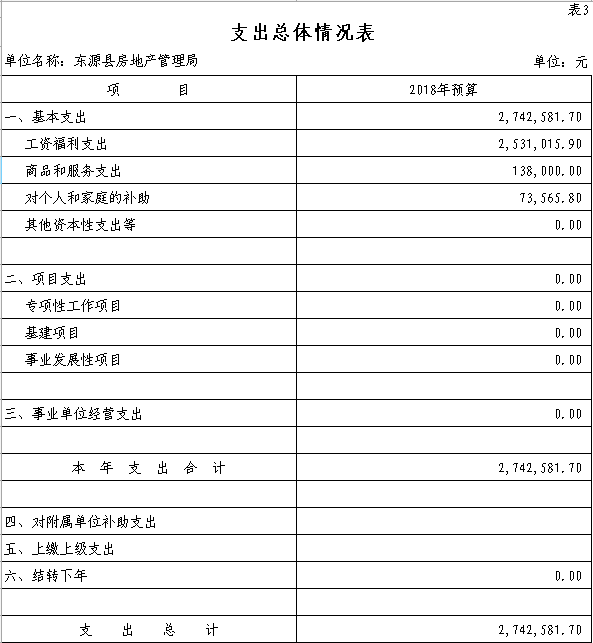 表3
支出总体情况表
单位名称：东源县房地产管理局 单位：元
项 目 2018年预算
一、基本支出 2,742,581.70
工资福利支出 2,531,015.90
商品和服务支出 138,000.00
对个人和家庭的补助 73,565.80
其他资本性支出等 0.00
二、项目支出 0.00
专项性工作项目 0.00
基建项目 0.00
事业发展性项目 0.00
三、事业单位经营支出 0.00
本 年 支 出 合 计 2,742,581.70
四、对附属单位补助支出
五、上缴上级支出
六、结转下年 0.00
支 出 总 计 2,742,581.70